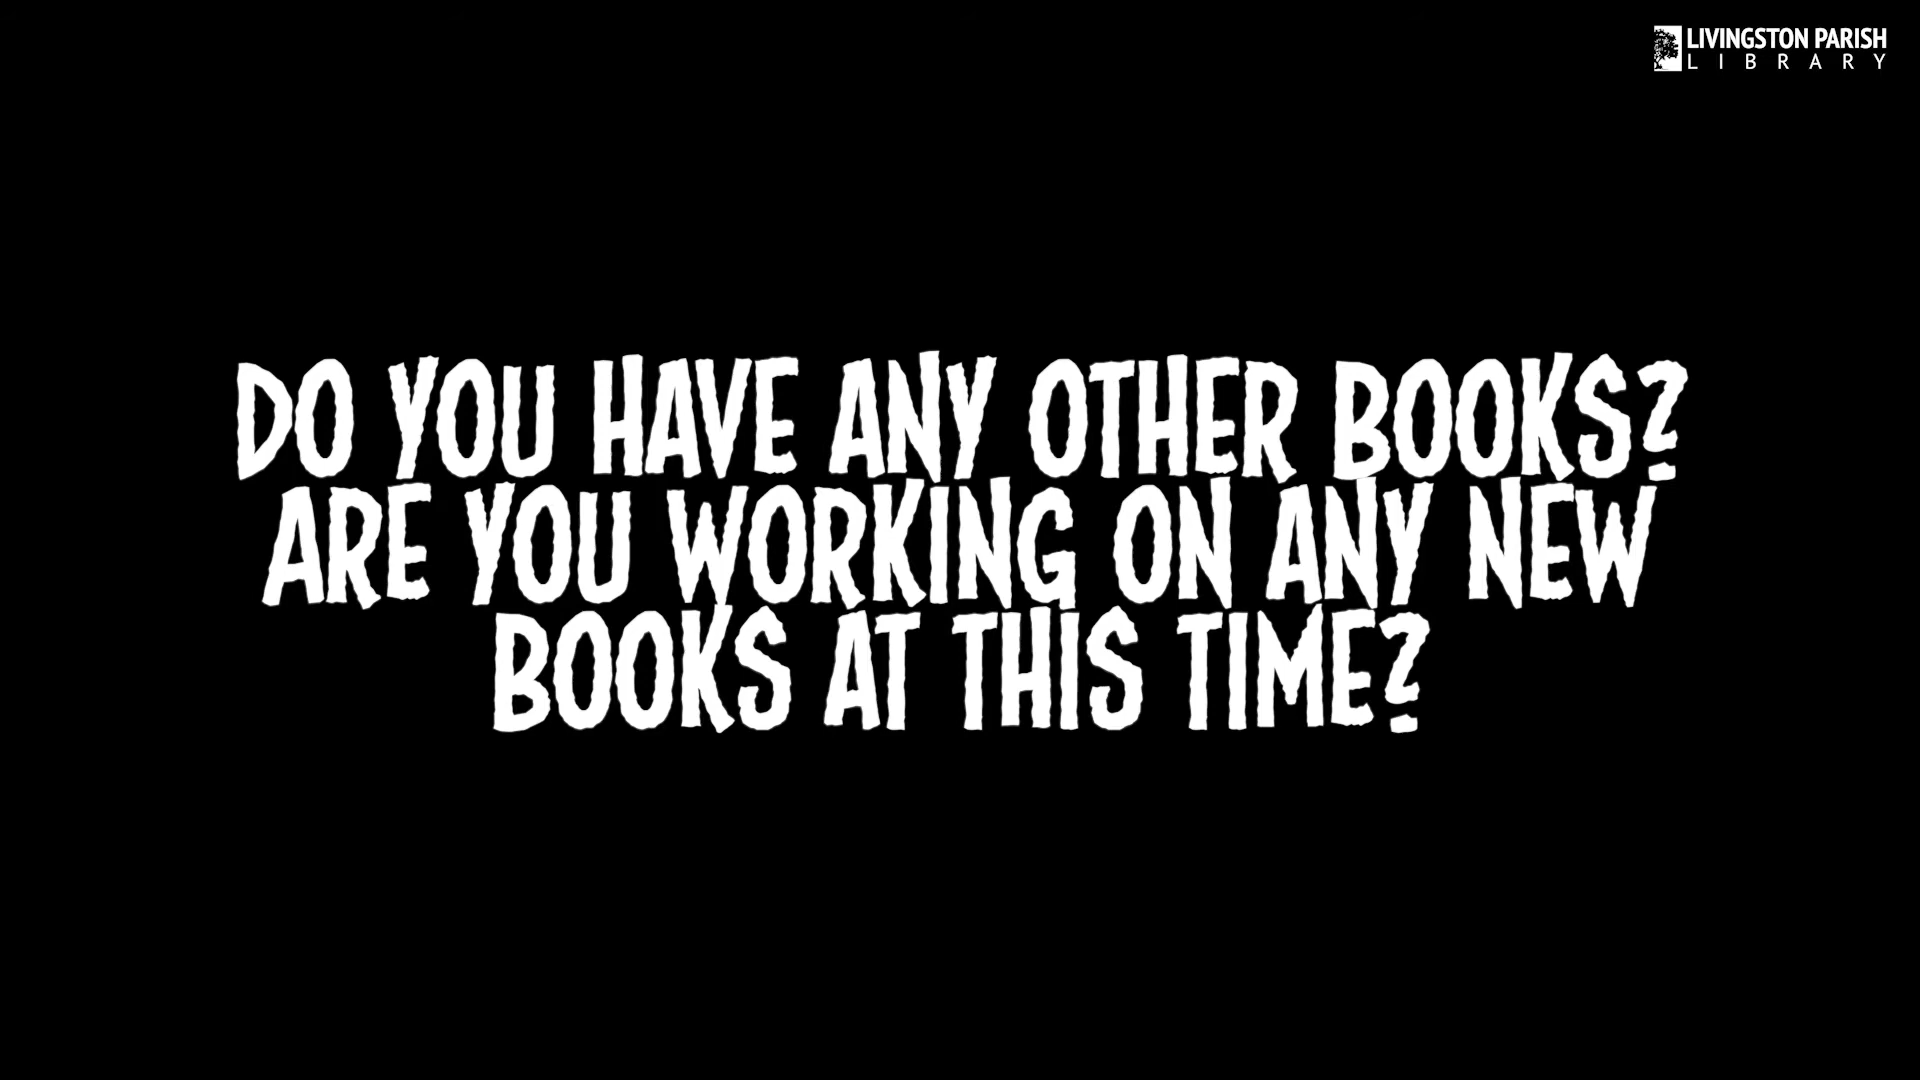 LIVINGSTON PARISH
LIBRARY
DO YOU HAVE ANY OTHER BOOKS?
ARE YOU WORKING ON ANY NEW
BOOKS AT THIS TIME?